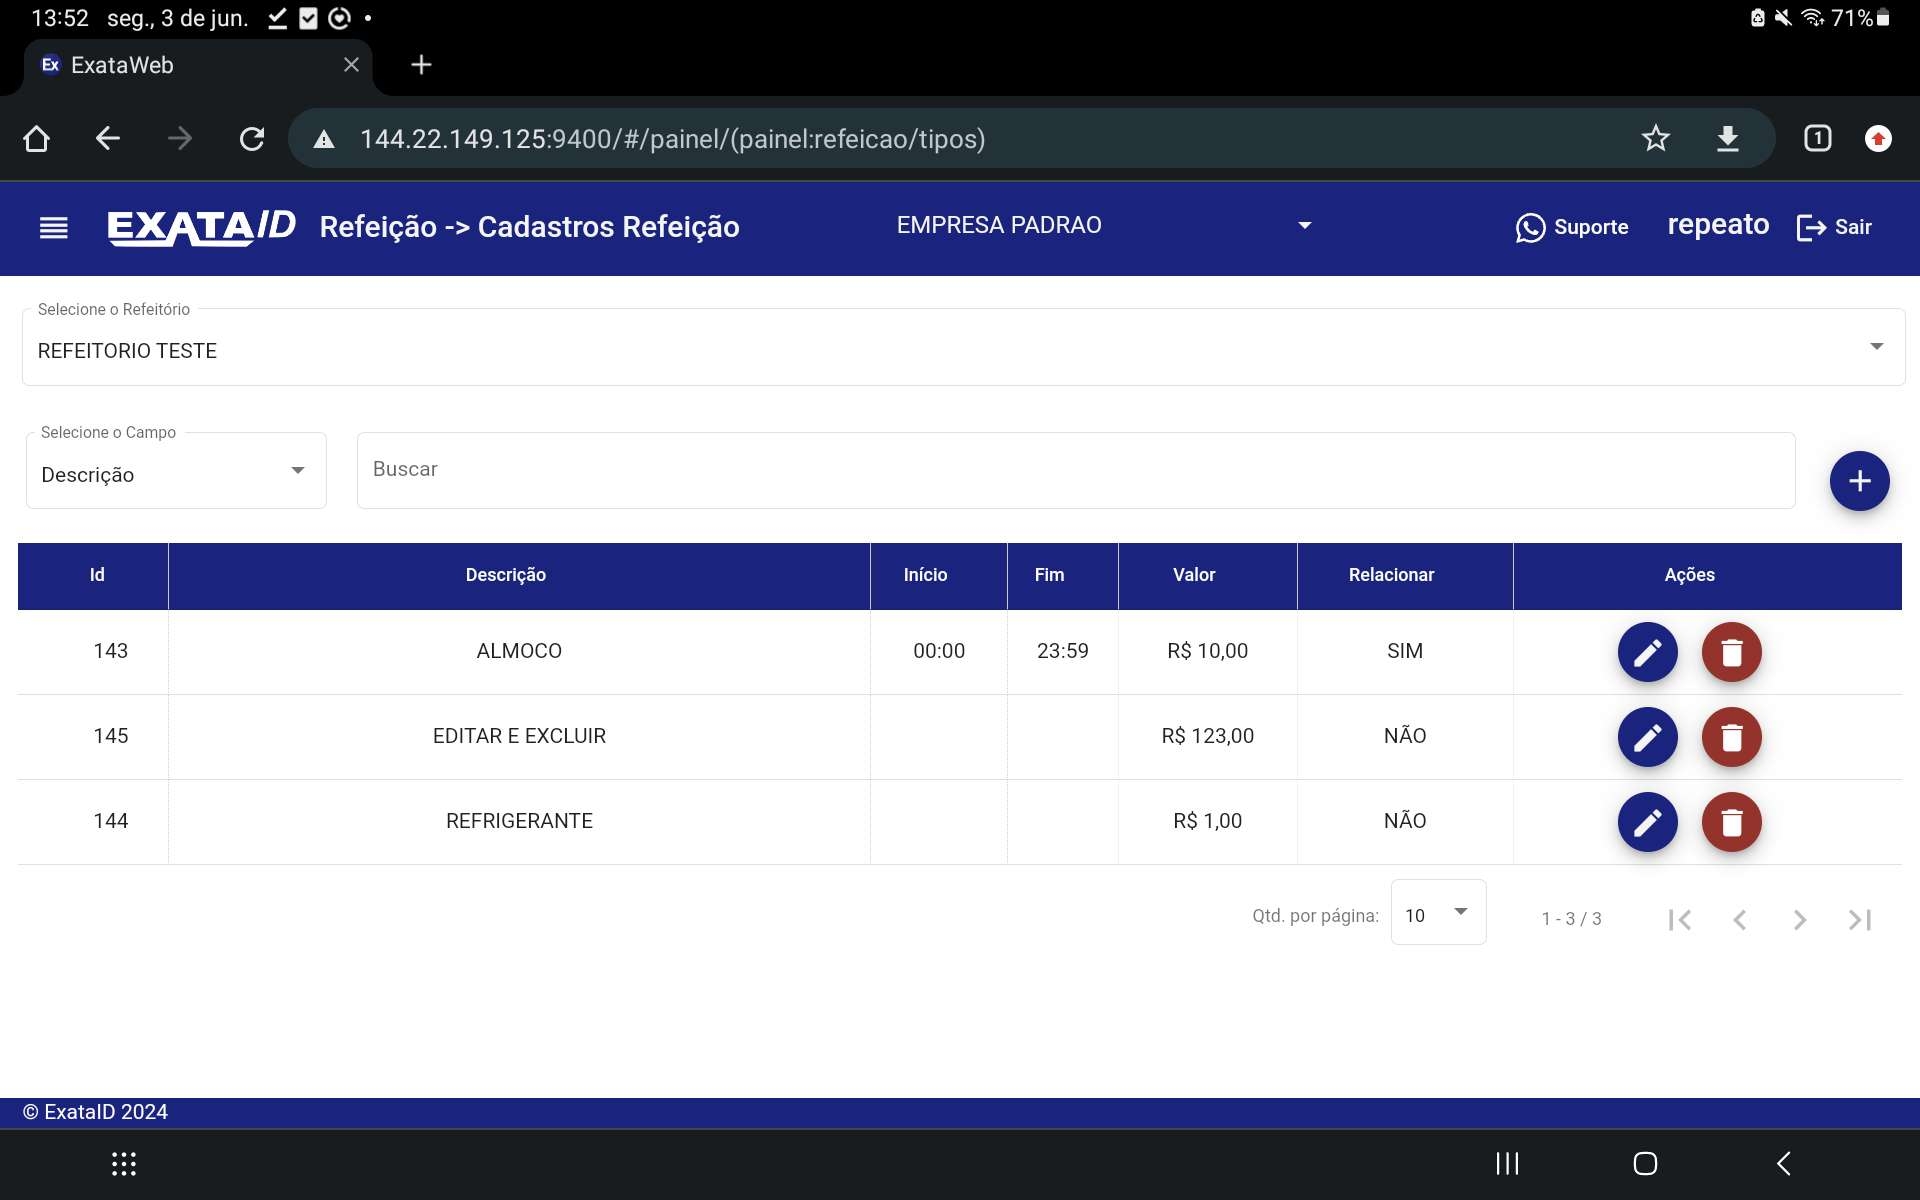 13:52 seg., 3 de jun. 71%
Ex ExataWeb
144.22.149.125:9400/#/painel/(painel:refeicao/tipos) 1
EXATAID Refeição -> Cadastros Refeição EMPRESA PADRAO Suporte repeato Sair
Selecione o Refeitório
REFEITORIO TESTE
Selecione o Campo
Descrição Buscar
Id Descrição Início Fim Valor Relacionar Ações
143 ALMOCO 00:00 23:59 R$ 10,00 SIM
145 EDITAR E EXCLUIR R$ 123,00 NÃO
144 REFRIGERANTE R$ 1,00 NÃO
Qtd. por página: 10 1 - 3 / 3
© ExataID 2024